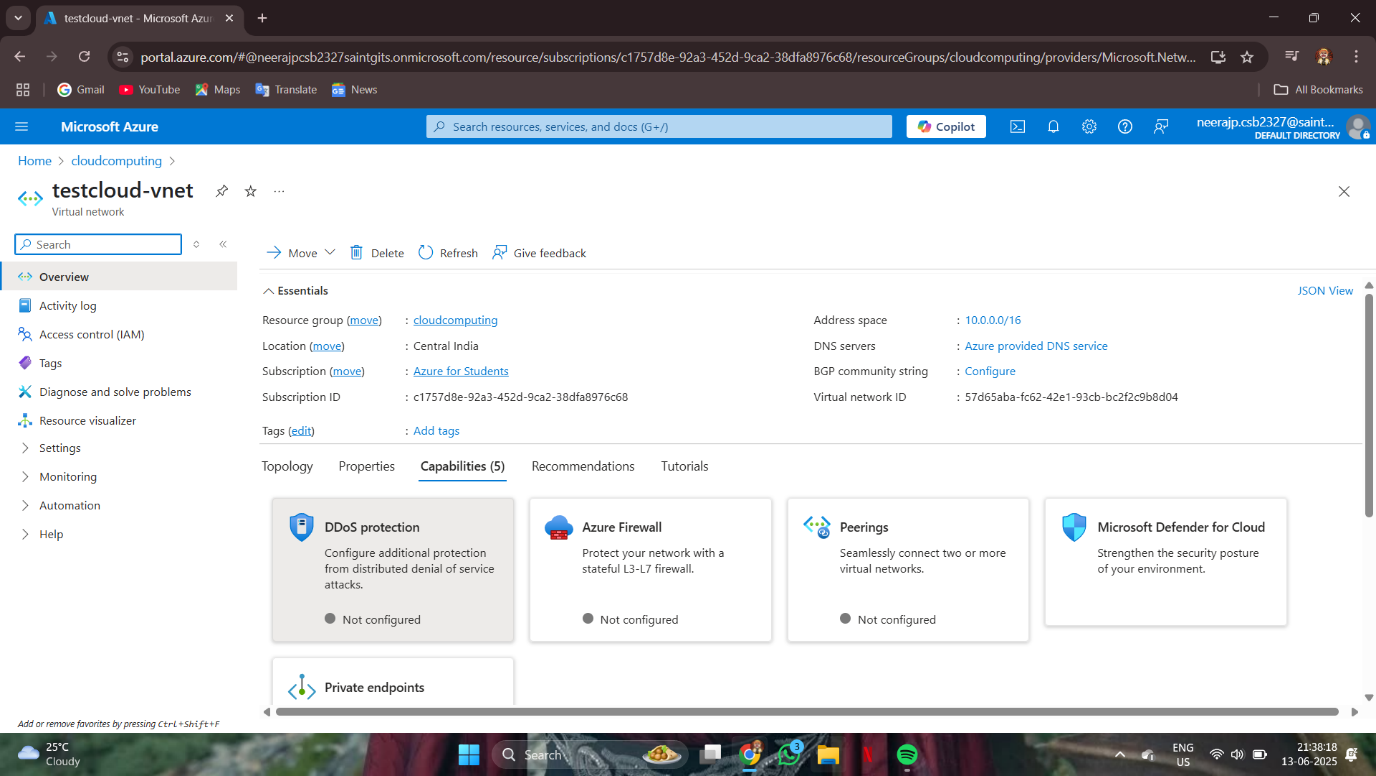 testcloud-vnet - Microsoft Azur
portal.azure.com/#@neerajpcsb2327saintgits.onmicrosoft.com/resource/subscriptions/c1757d8e-92a3-452d-9ca2-38dfa8976c68/resourceGroups/cloudcomputing/providers/Microsoft.Netw...
Gmail YouTube Maps Translate News All Bookmarks
Microsoft Azure Search resources, services, and docs (G+/) Copilot neerajp.csb2327@saint...
DEFAULT DIRECTORY
Home > cloudcomputing >
testcloud-vnet ...
Virtual network
Search
Move Delete Refresh Give feedback
Overview
Activity log
Access control (IAM)
Tags
Diagnose and solve problems
Resource visualizer
Settings
Monitoring
Automation
Help
Add or remove favorites by pressing Ctrl+Shift+F
Essentials JSON View
Resource group (move) : cloudcomputing
Location (move) : Central India
Subscription (move) : Azure for Students
Subscription ID : c1757d8e-92a3-452d-9ca2-38dfa8976c68
Tags (edit) : Add tags
Address space : 10.0.0.0/16
DNS servers : Azure provided DNS service
BGP community string : Configure
Virtual network ID : 57d65aba-fc62-42e1-93cb-bc2f2c9b8d04
Topology Properties Capabilities (5) Recommendations Tutorials
DDoS protection
Configure additional protection
from distributed denial of service
attacks.
Not configured
Azure Firewall
Protect your network with a
stateful L3-L7 firewall.
Not configured
Peerings
Seamlessly connect two or more
virtual networks.
Not configured
Microsoft Defender for Cloud
Strengthen the security posture
of your environment.
Private endpoints
25°C
Cloudy
Search
3
ENG
US
21:38:18
13-06-2025